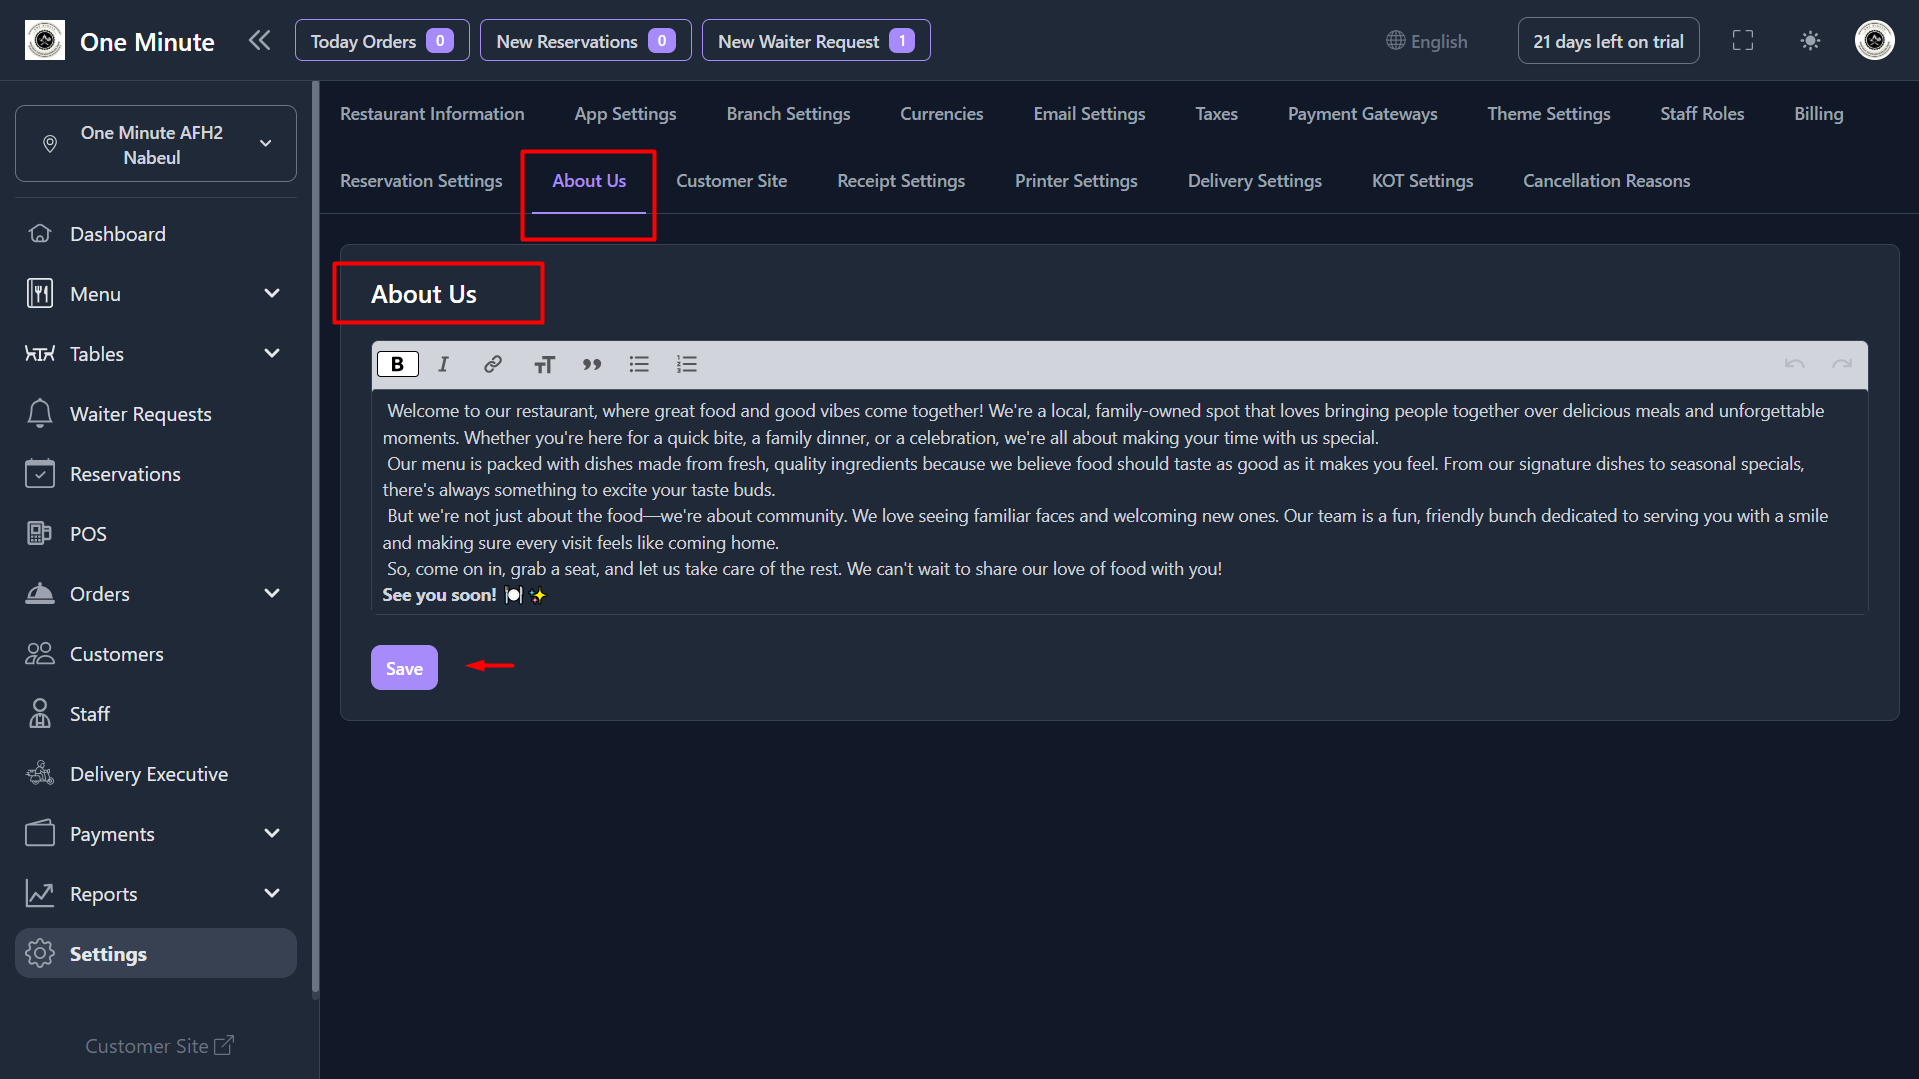 One Minute
Today Orders 0
New Reservations 0
New Waiter Request 1
English
21 days left on trial
One Minute AFH2
Nabeul
Dashboard
Menu
Tables
Waiter Requests
Reservations
POS
Orders
Customers
Staff
Delivery Executive
Payments
Reports
Settings
Customer Site
Restaurant Information App Settings Branch Settings Currencies Email Settings Taxes Payment Gateways Theme Settings Staff Roles Billing
Reservation Settings About Us Customer Site Receipt Settings Printer Settings Delivery Settings KOT Settings Cancellation Reasons
About Us
B I
Welcome to our restaurant, where great food and good vibes come together! We're a local, family-owned spot that loves bringing people together over delicious meals and unforgettable
moments. Whether you're here for a quick bite, a family dinner, or a celebration, we're all about making your time with us special.
Our menu is packed with dishes made from fresh, quality ingredients because we believe food should taste as good as it makes you feel. From our signature dishes to seasonal specials,
there's always something to excite your taste buds.
But we're not just about the food—we're about community. We love seeing familiar faces and welcoming new ones. Our team is a fun, friendly bunch dedicated to serving you with a smile
and making sure every visit feels like coming home.
So, come on in, grab a seat, and let us take care of the rest. We can't wait to share our love of food with you!
See you soon! 🍽️ ✨
Save